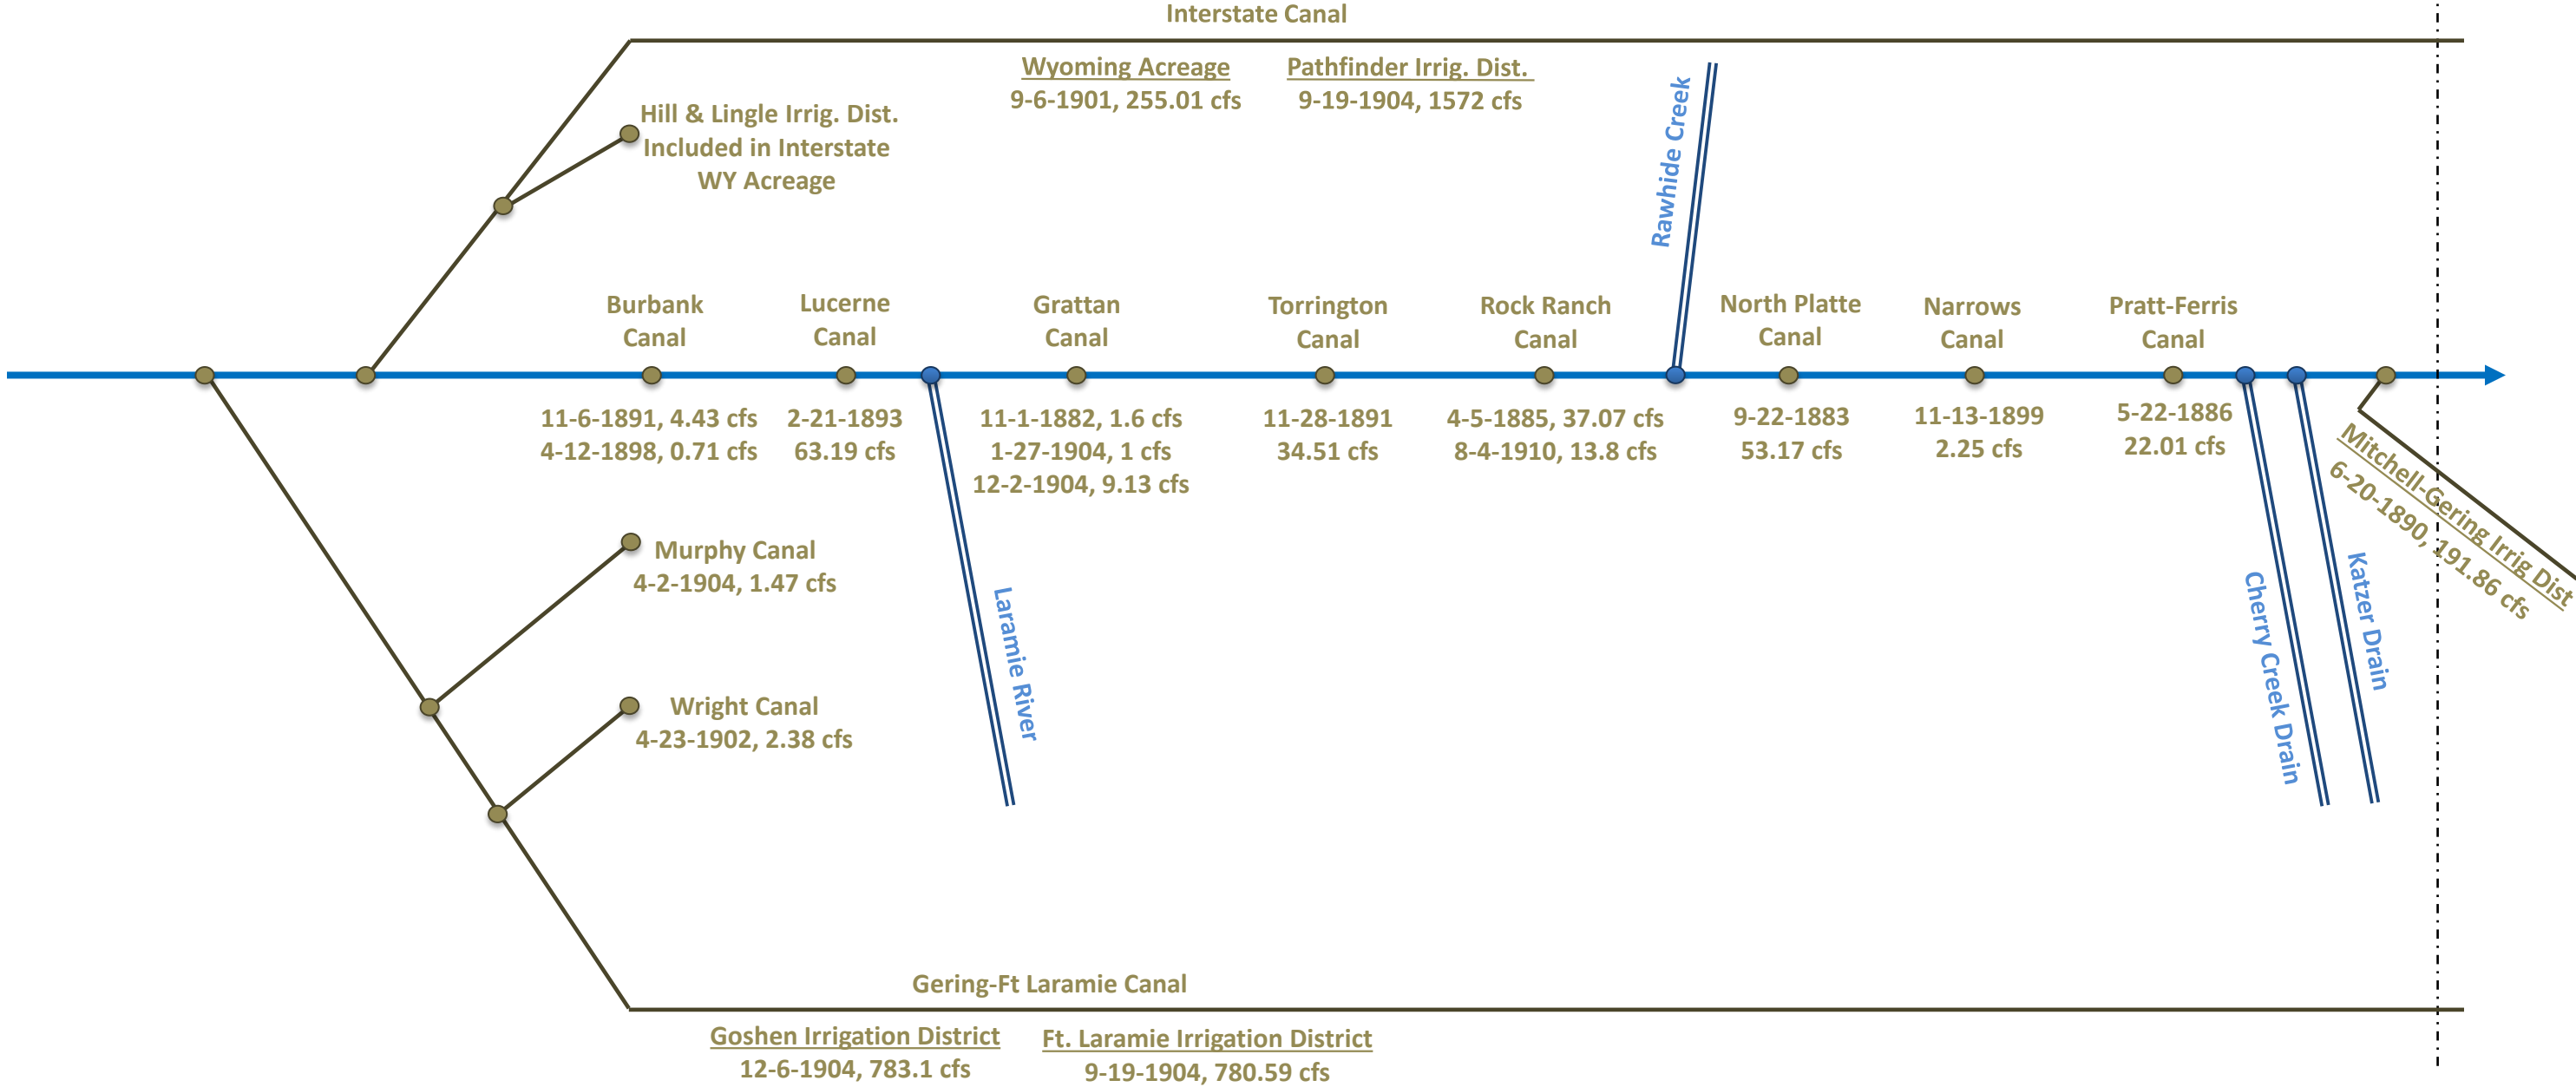 Interstate Canal
Wyoming Acreage
9-6-1901, 255.01 cfs
Pathfinder Irrig. Dist.
9-19-1904, 1572 cfs
Hill & Lingle Irrig. Dist.
Included in Interstate
WY Acreage
Rawhide Creek
Burbank
Canal
11-6-1891, 4.43 cfs
4-12-1898, 0.71 cfs
Lucerne
Canal
2-21-1893
63.19 cfs
Grattan
Canal
11-1-1882, 1.6 cfs
1-27-1904, 1 cfs
12-2-1904, 9.13 cfs
Torrington
Canal
11-28-1891
34.51 cfs
Rock Ranch
Canal
4-5-1885, 37.07 cfs
8-4-1910, 13.8 cfs
North Platte
Canal
9-22-1883
53.17 cfs
Narrows
Canal
11-13-1899
2.25 cfs
Pratt-Ferris
Canal
5-22-1886
22.01 cfs
Mitchell-Gering Irrig Dist
6-20-1890, 191.86 cfs
Murphy Canal
4-2-1904, 1.47 cfs
Wright Canal
4-23-1902, 2.38 cfs
Laramie River
Cherry Creek Drain
Katzer Drain
Gering-Ft Laramie Canal
Goshen Irrigation District
12-6-1904, 783.1 cfs
Ft. Laramie Irrigation District
9-19-1904, 780.59 cfs